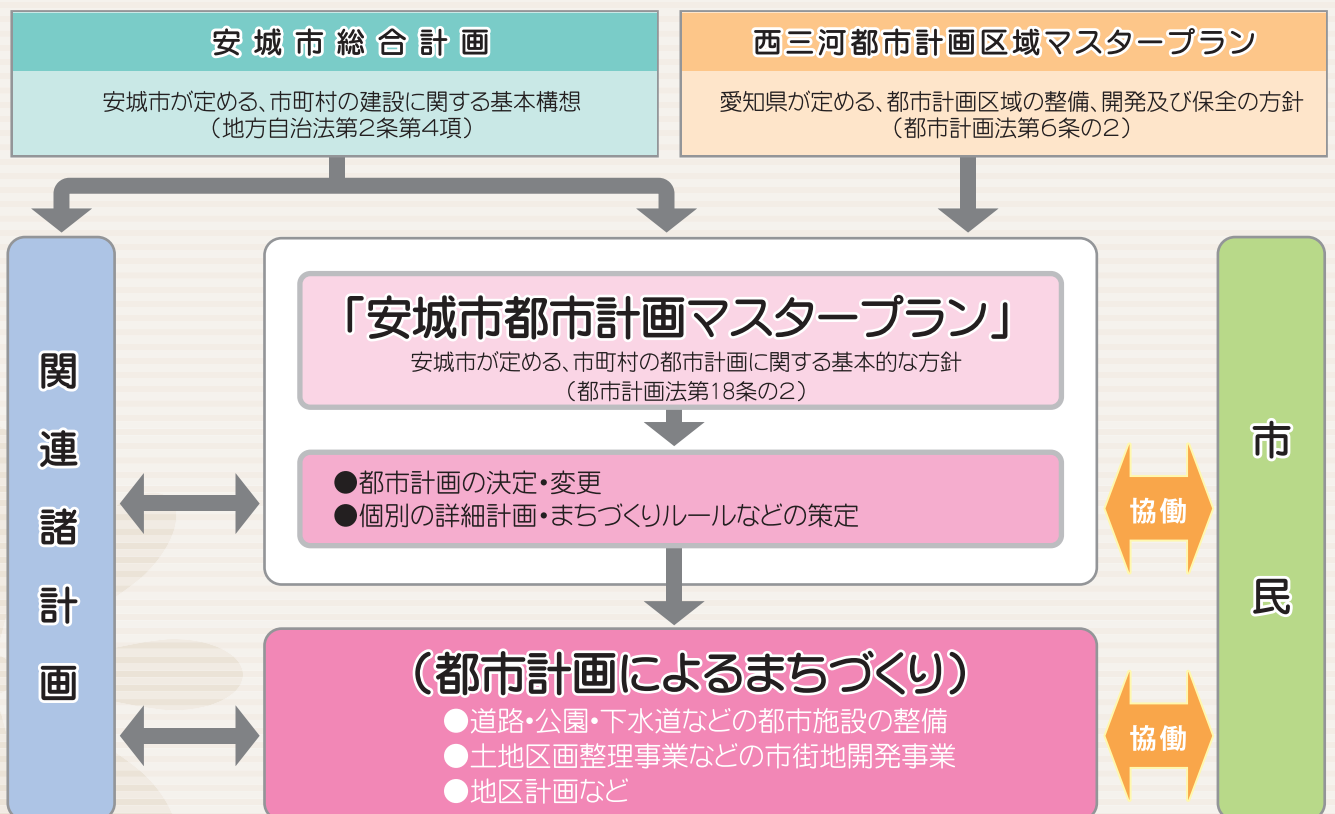 安城市総合計画
安城市が定める、市町村の建設に関する基本構想
（地方自治法第2条第4項）
西三河都市計画区域マスタープラン
愛知県が定める、都市計画区域の整備、開発及び保全の方針
（都市計画法第6条の2）
関連諸計画
「安城市都市計画マスタープラン」
安城市が定める、市町村の都市計画に関する基本的な方針
（都市計画法第18条の2）
●都市計画の決定・変更
●個別の詳細計画・まちづくりルールなどの策定
協働
市民
（都市計画によるまちづくり）
●道路・公園・下水道などの都市施設の整備
●土地区画整理事業などの市街地開発事業
●地区計画など
協働